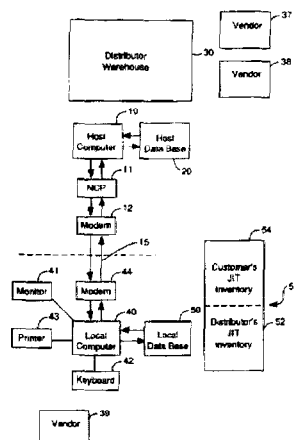 37
Vendor
30
Distributor
Warehouse
38
Vendor
19
Host
Computer
Host
Data Base
20
11
NCP
12
Modem
15
41
44
Monitor
Modem
54
43
40
50
Customer's
JIT
Inventory
5
Printer
Local
Computer
Local
Data Base
52
Distributor's
JIT
Inventory
42
Keyboard
39
Vendor